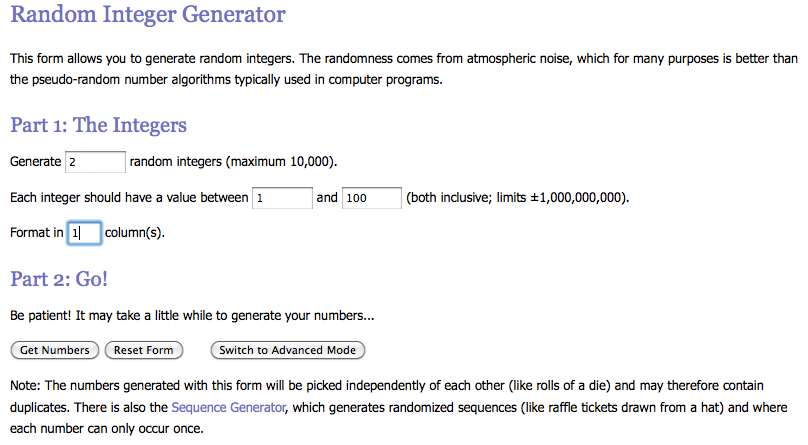 Random Integer Generator
This form allows you to generate random integers. The randomness comes from atmospheric noise, which for many purposes is better than
the pseudo-random number algorithms typically used in computer programs.
Part 1: The Integers
Generate 2 random integers (maximum 10,000).
Each integer should have a value between 1 and 100 (both inclusive; limits ±1,000,000,000).
Format in 1 column(s).
Part 2: Go!
Be patient! It may take a little while to generate your numbers...
Get Numbers Reset Form Switch to Advanced Mode
Note: The numbers generated with this form will be picked independently of each other (like rolls of a die) and may therefore contain
duplicates. There is also the Sequence Generator, which generates randomized sequences (like raffle tickets drawn from a hat) and where
each number can only occur once.